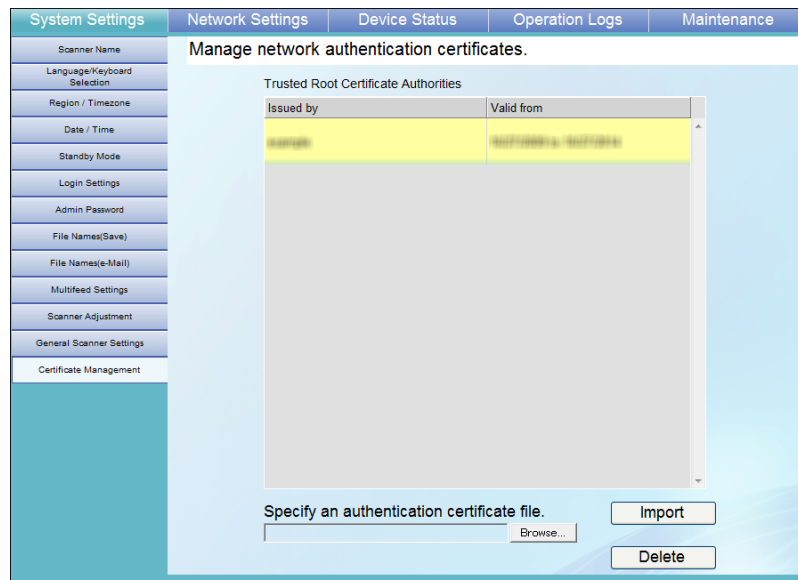 System Settings
Network Settings
Device Status
Operation Logs
Maintenance
Scanner Name
Language/Keyboard
Selection
Region / Timezone
Date / Time
Standby Mode
Login Settings
Admin Password
File Names(Save)
File Names(e-Mail)
Multifeed Settings
Scanner Adjustment
General Scanner Settings
Certificate Management
Manage network authentication certificates.
Trusted Root Certificate Authorities
Issued by
Valid from
Specify an authentication certificate file.
Browse...
Import
Delete